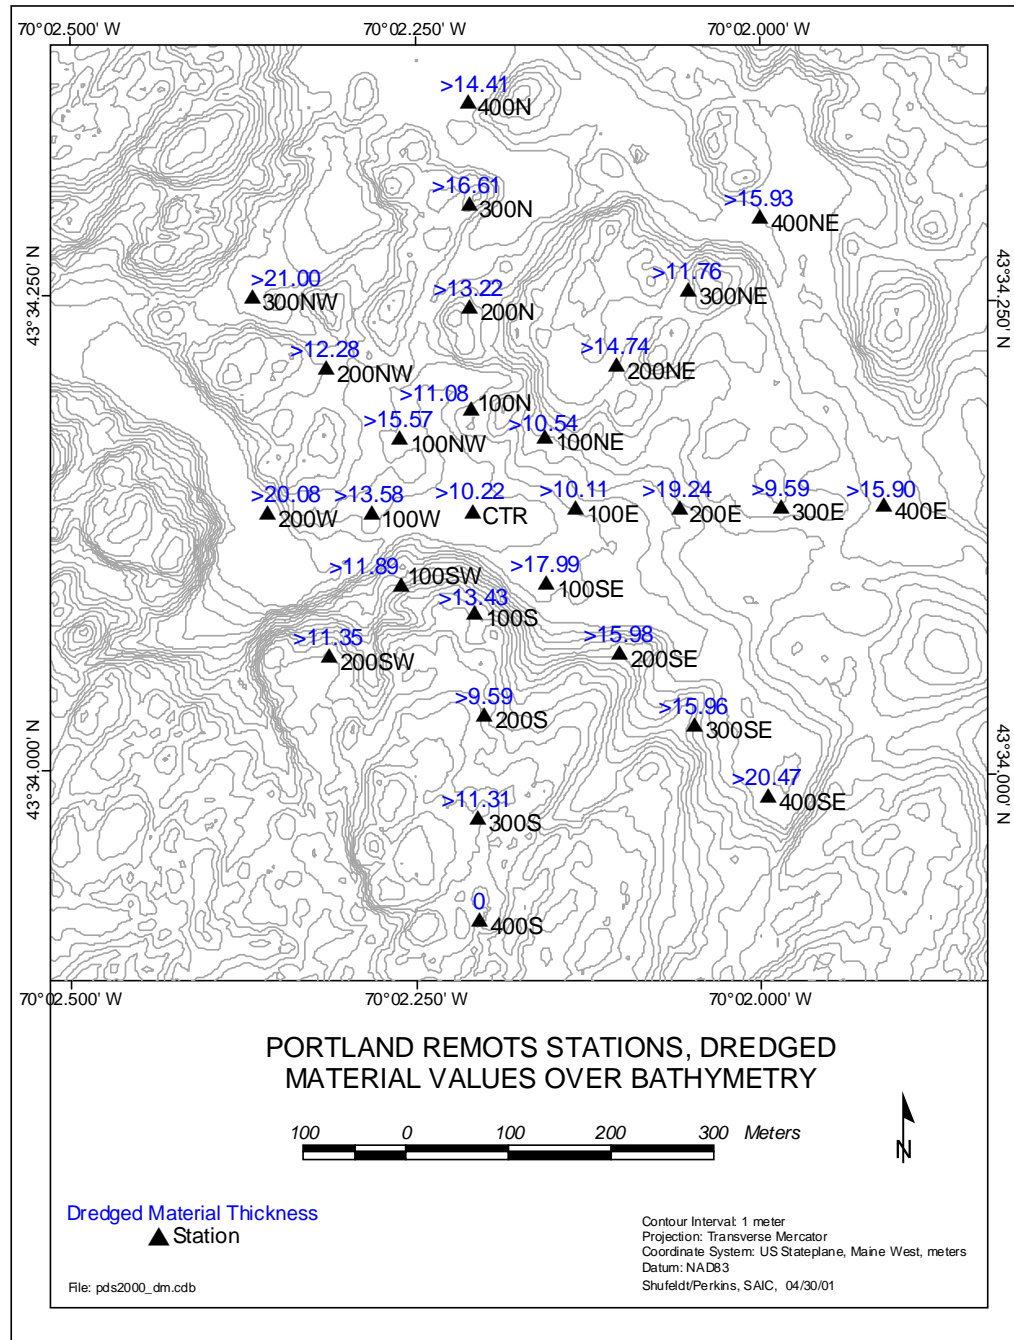 70°02.500' W
70°02.250' W
70°02.000' W
>14.41
400N
>16.61
300N
>15.93
400NE
>21.00
300NW
>13.22
200N
>11.76
300NE
43°34.250' N
43°34.250' N
>12.28
200NW
>14.74
200NE
>11.08
100N
>15.57
100NW
>10.54
100NE
>20.08
200W
>13.58
100W
>10.22
CTR
>10.11
100E
>19.24
200E
>9.59
300E
>15.90
400E
>11.89
100SW
>17.99
100SE
>13.43
100S
>11.35
200SW
>15.98
200SE
>9.59
200S
>15.96
300SE
43°34.000' N
43°34.000' N
>20.47
400SE
>11.31
300S
0
400S
70°02.500' W
70°02.250' W
70°02.000' W
PORTLAND REMOTS STATIONS, DREDGED
MATERIAL VALUES OVER BATHYMETRY
100 0 100 200 300 Meters
N
Dredged Material Thickness
Station
Contour Interval: 1 meter
Projection: Transverse Mercator
Coordinate System: US Stateplane, Maine West, meters
Datum: NAD83
Shufeldt/Perkins, SAIC, 04/30/01
File: pds2000_dm.cdb